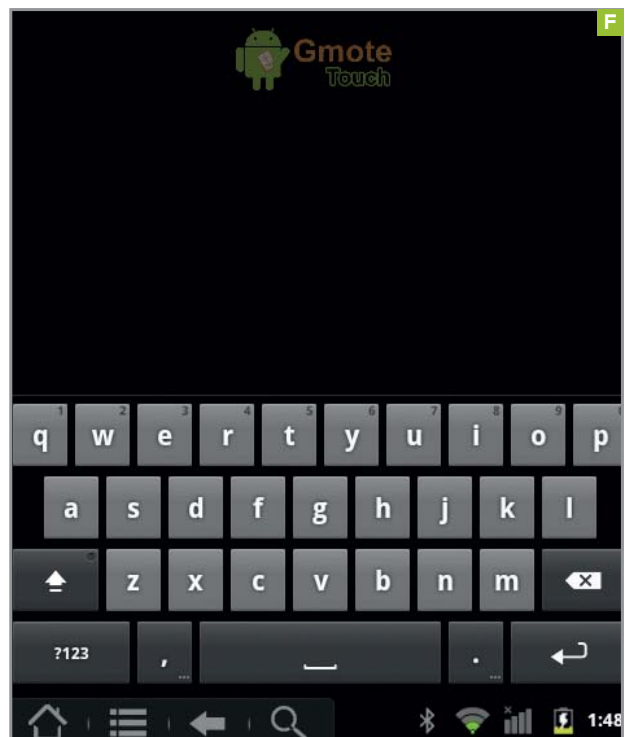 F
Gmote
Touch
1 2 3 4 5 6 7 8 9
q w e r t y u i o p
a s d f g h j k l
z x c v b n m
?123 , ... . ...
1:48